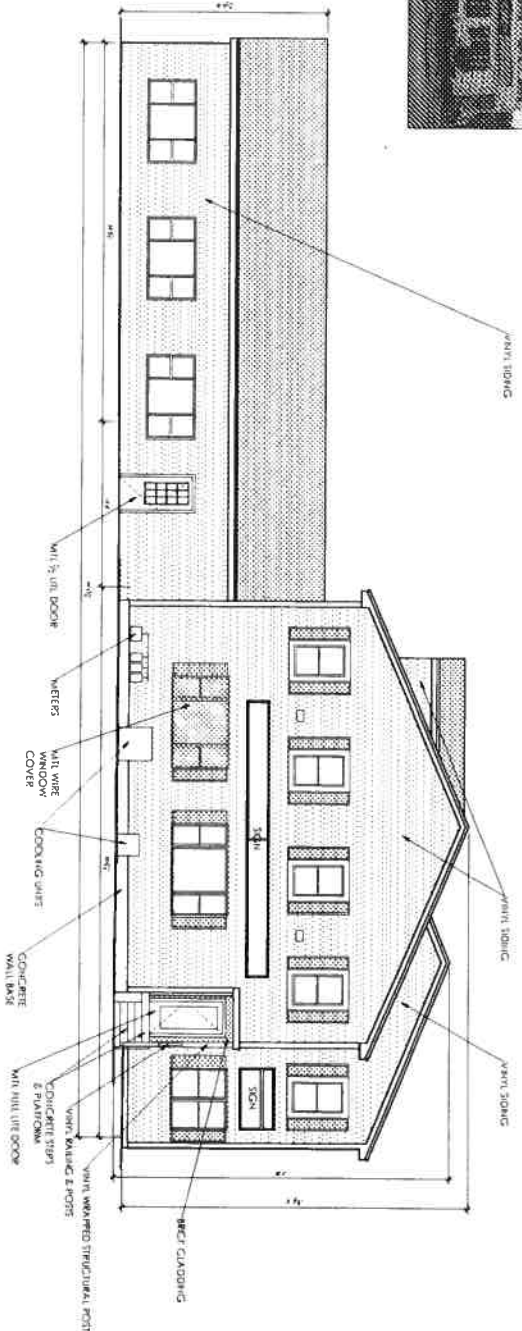 VINYL SIDING
VINYL SIDING
VINYL SIDING
SIGN
SIGN
MTL ½ LITE DOOR
METERS
MTL WIRE
WINDOW
COVER
COOLING UNITS
CONCRETE
WALL BASE
MTL FULL LITE DOOR
CONCRETE STEPS
& PLATFORM
VINYL RAILING & POSTS
VINYL WRAPPED STRUCTURAL POST
BRICK CLADDING